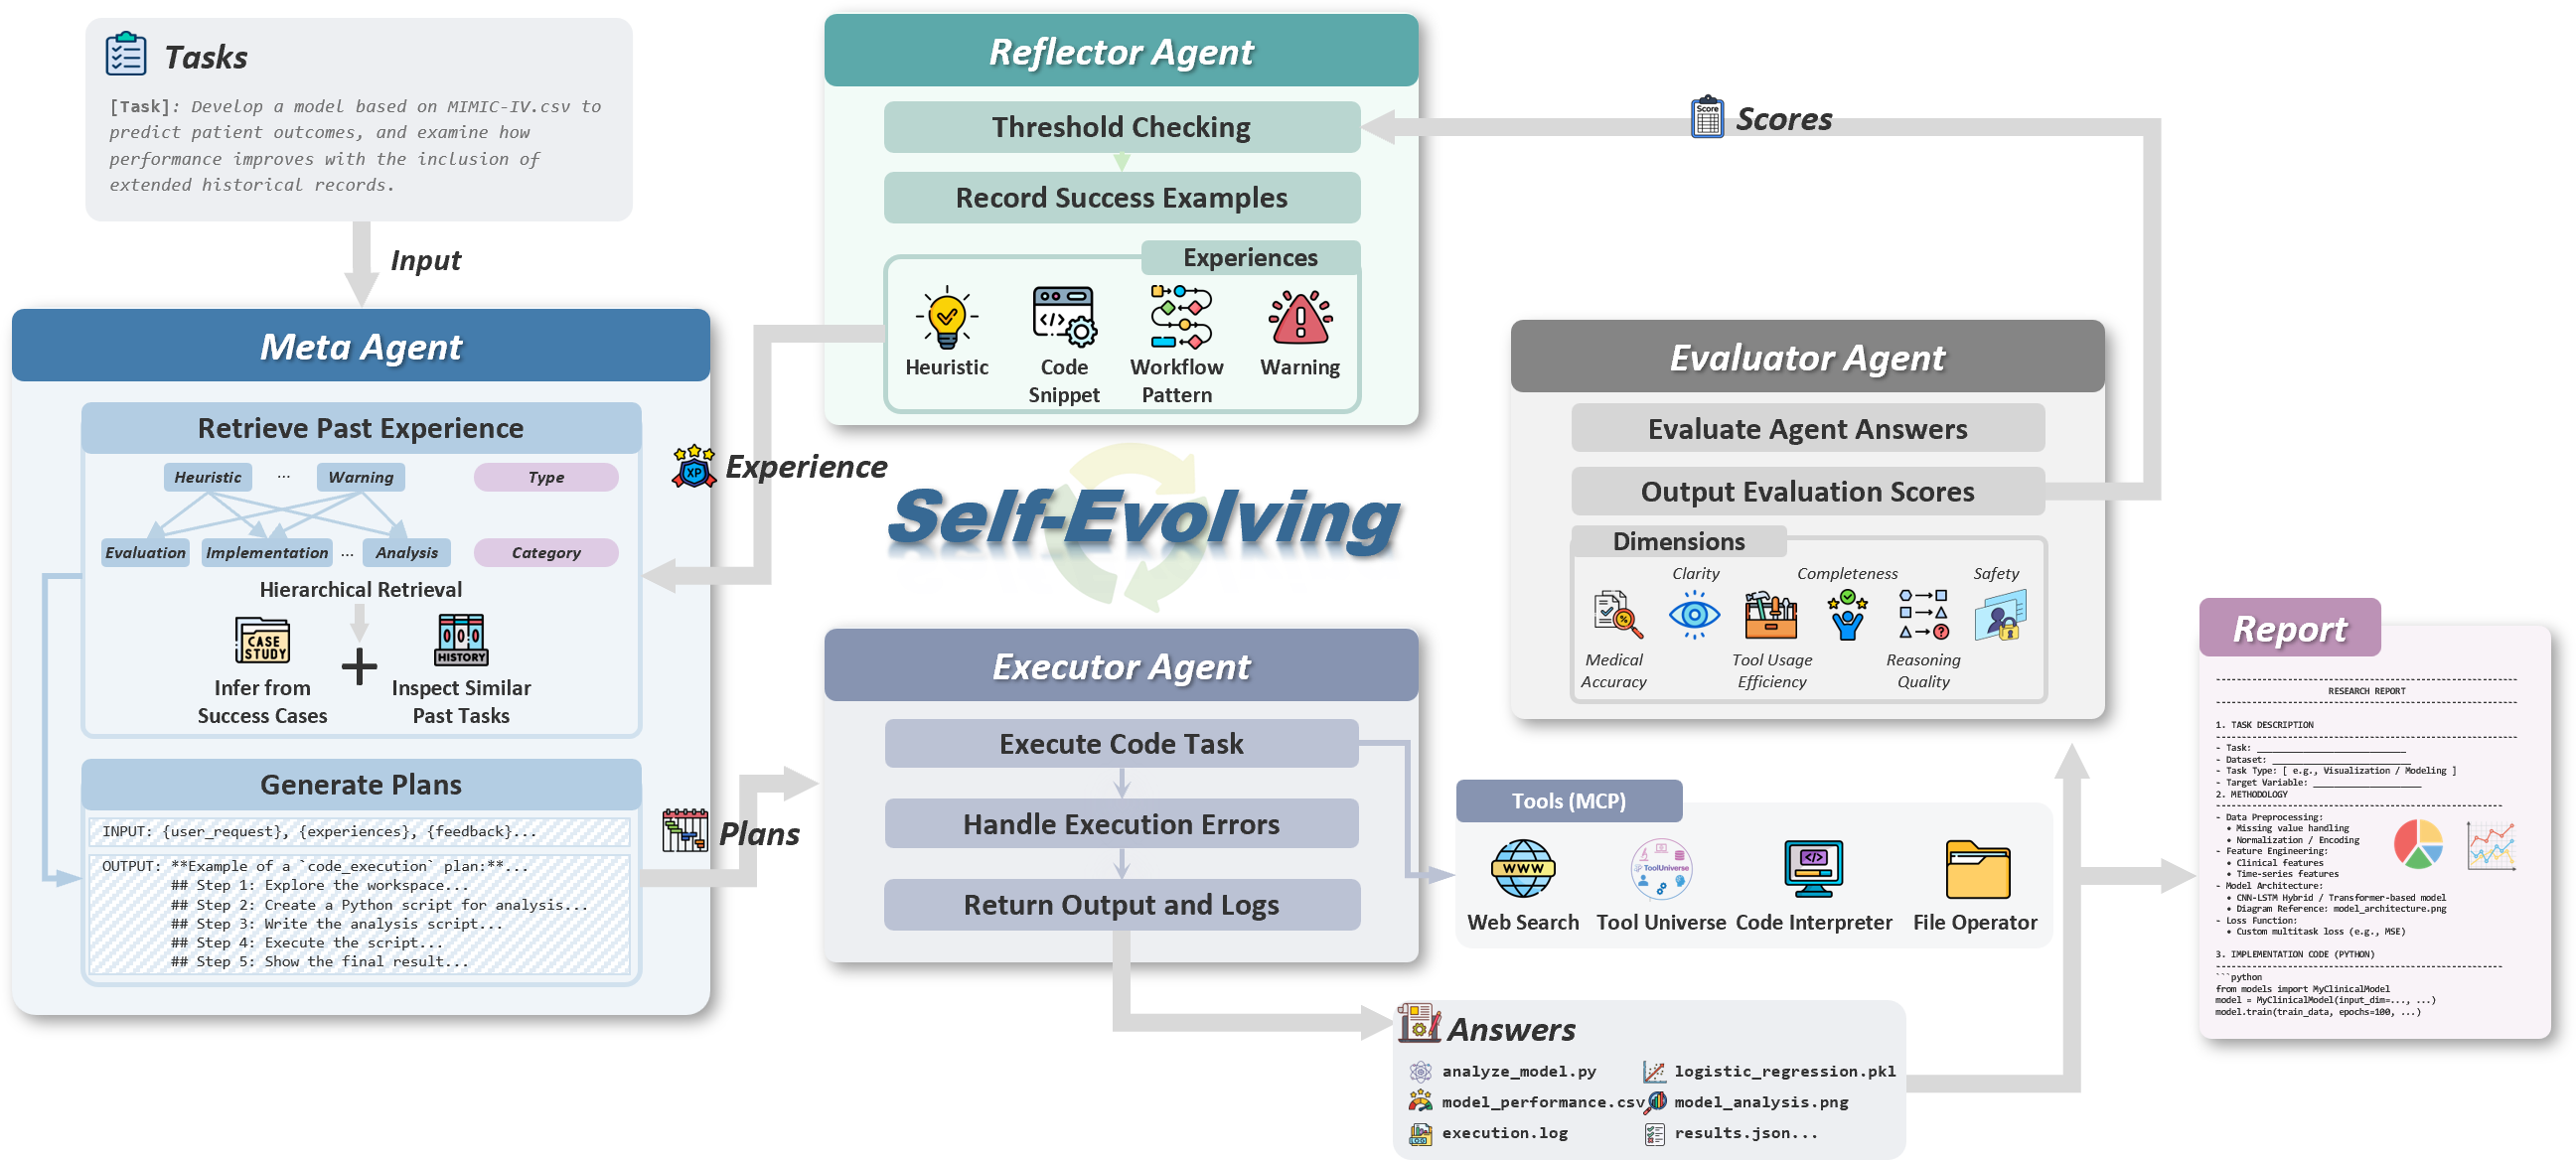 Tasks
[Task]: Develop a model based on MIMIC-IV.csv to
predict patient outcomes, and examine how
performance improves with the inclusion of
extended historical records.
Input
Meta Agent
Retrieve Past Experience
Heuristic
...
Warning
Type
Evaluation
Implementation
...
Analysis
Category
Hierarchical Retrieval
CASE
STUDY
HISTORY
Infer from
Success Cases
Inspect Similar
Past Tasks
Generate Plans
INPUT: {user_request}, {experiences}, {feedback}...
OUTPUT: **Example of a `code_execution` plan:**...
## Step 1: Explore the workspace...
## Step 2: Create a Python script for analysis...
## Step 3: Write the analysis script...
## Step 4: Execute the script...
## Step 5: Show the final result...
Reflector Agent
Threshold Checking
Record Success Examples
Experiences
Heuristic
Code
Snippet
Workflow
Pattern
Warning
XP
Experience
Self-Evolving
Plans
Executor Agent
Execute Code Task
Handle Execution Errors
Return Output and Logs
Score
Scores
Evaluator Agent
Evaluate Agent Answers
Output Evaluation Scores
Dimensions
Clarity
Completeness
Safety
Medical
Accuracy
Tool Usage
Efficiency
Reasoning
Quality
Tools (MCP)
WWW
ToolUniverse
Web Search
Tool Universe
Code Interpreter
File Operator
Answers
analyze_model.py
logistic_regression.pkl
model_performance.csv
model_analysis.png
execution.log
results.json...
Report
RESEARCH REPORT
1. TASK DESCRIPTION
- Task: ____________________________
- Dataset: __________________________
- Task Type: [ e.g., Visualization / Modeling ]
- Target Variable: ____________________
2. METHODOLOGY
- Data Preprocessing:
• Missing value handling
• Normalization / Encoding
- Feature Engineering:
• Clinical features
• Time-series features
- Model Architecture:
• CNN-LSTM Hybrid / Transformer-based model
• Diagram Reference: model_architecture.png
- Loss Function:
• Custom multitask loss (e.g., MSE)
3. IMPLEMENTATION CODE (PYTHON)
```python
from models import MyClinicalModel
model = MyClinicalModel(input_dim=..., ...)
model.train(train_data, epochs=100, ...)